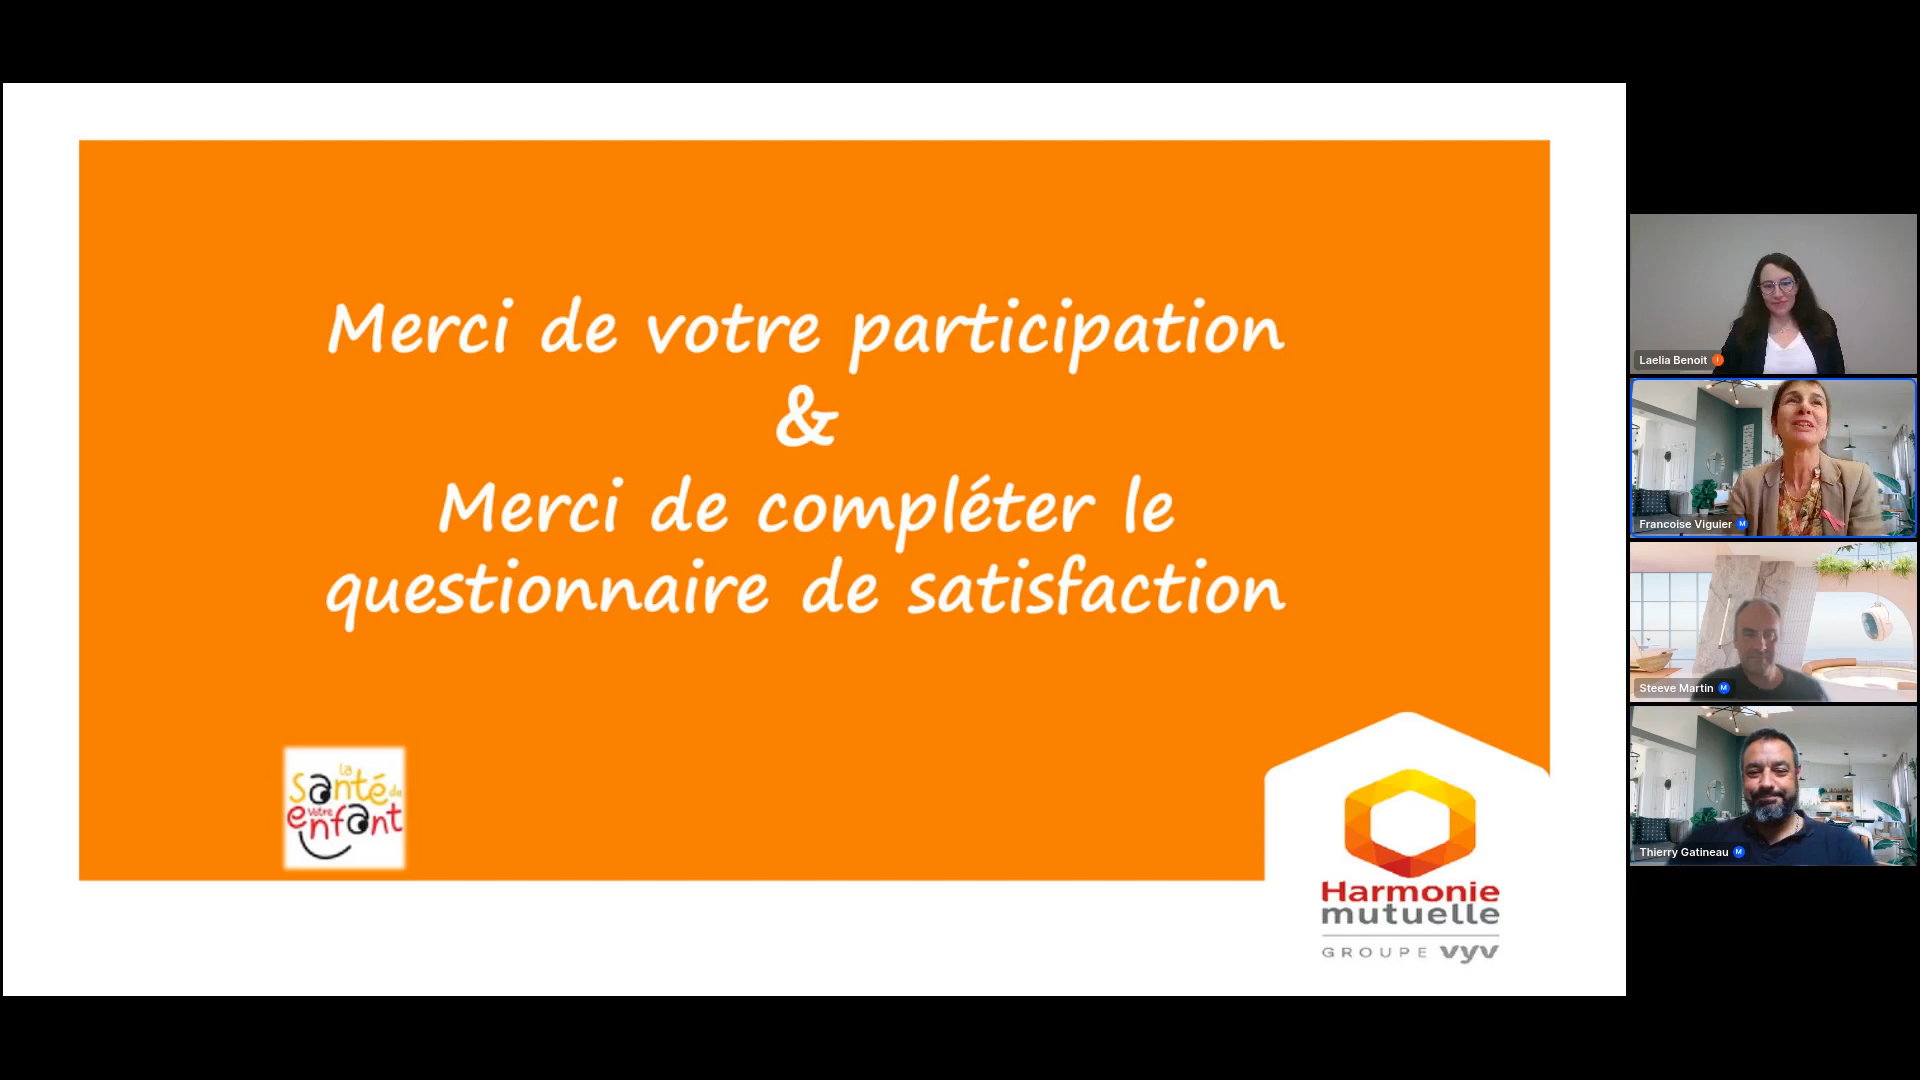 Merci de votre participation
&
Merci de compléter le
questionnaire de satisfaction
la
santé de
votre
enfant
Harmonie
mutuelle
GROUPE vyv
Laelia Benoit I
Francoise Viguier M
Steeve Martin M
Thierry Gatineau M